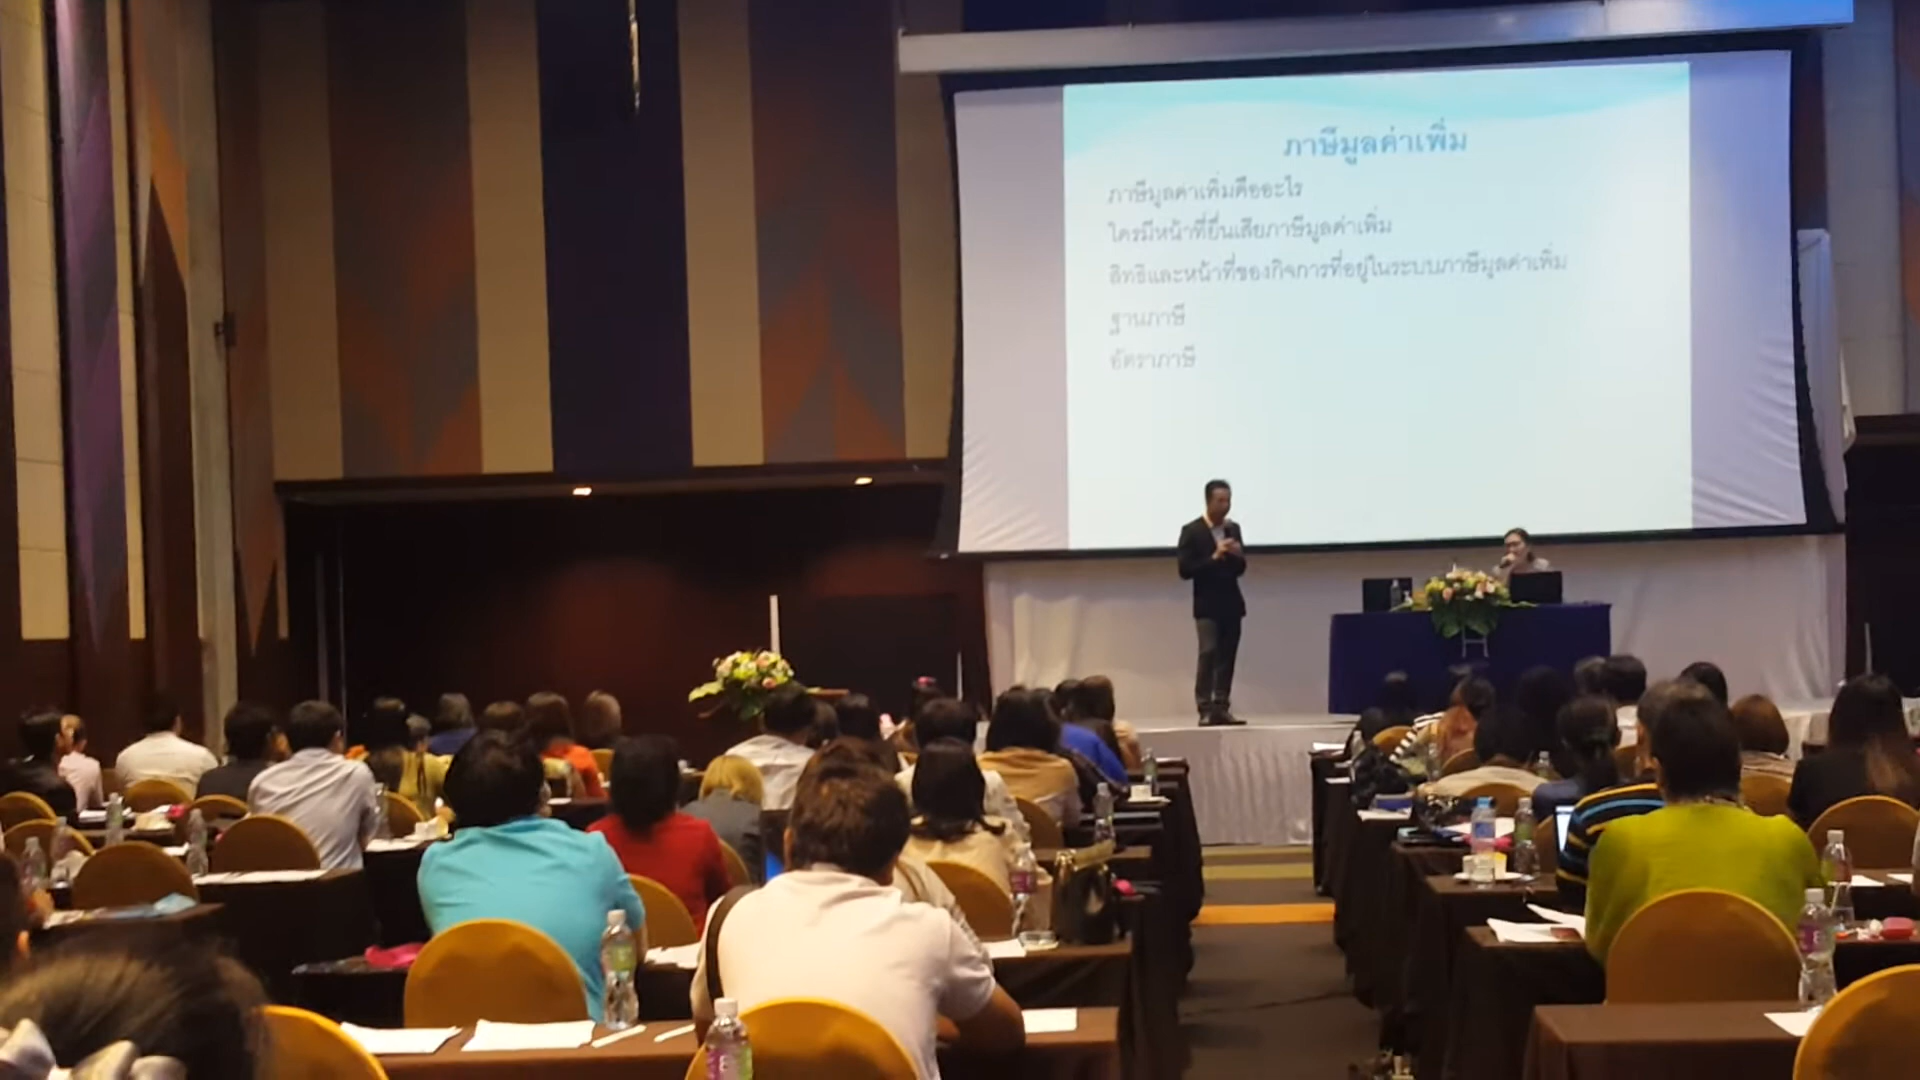 ภาษีมูลค่าเพิ่ม
ภาษีมูลค่าเพิ่มคืออะไร
ใครมีหน้าที่ยื่นเสียภาษีมูลค่าเพิ่ม
สิทธิและหน้าที่ของกิจการที่อยู่ในระบบภาษีมูลค่าเพิ่ม
ฐานภาษี
อัตราภาษี